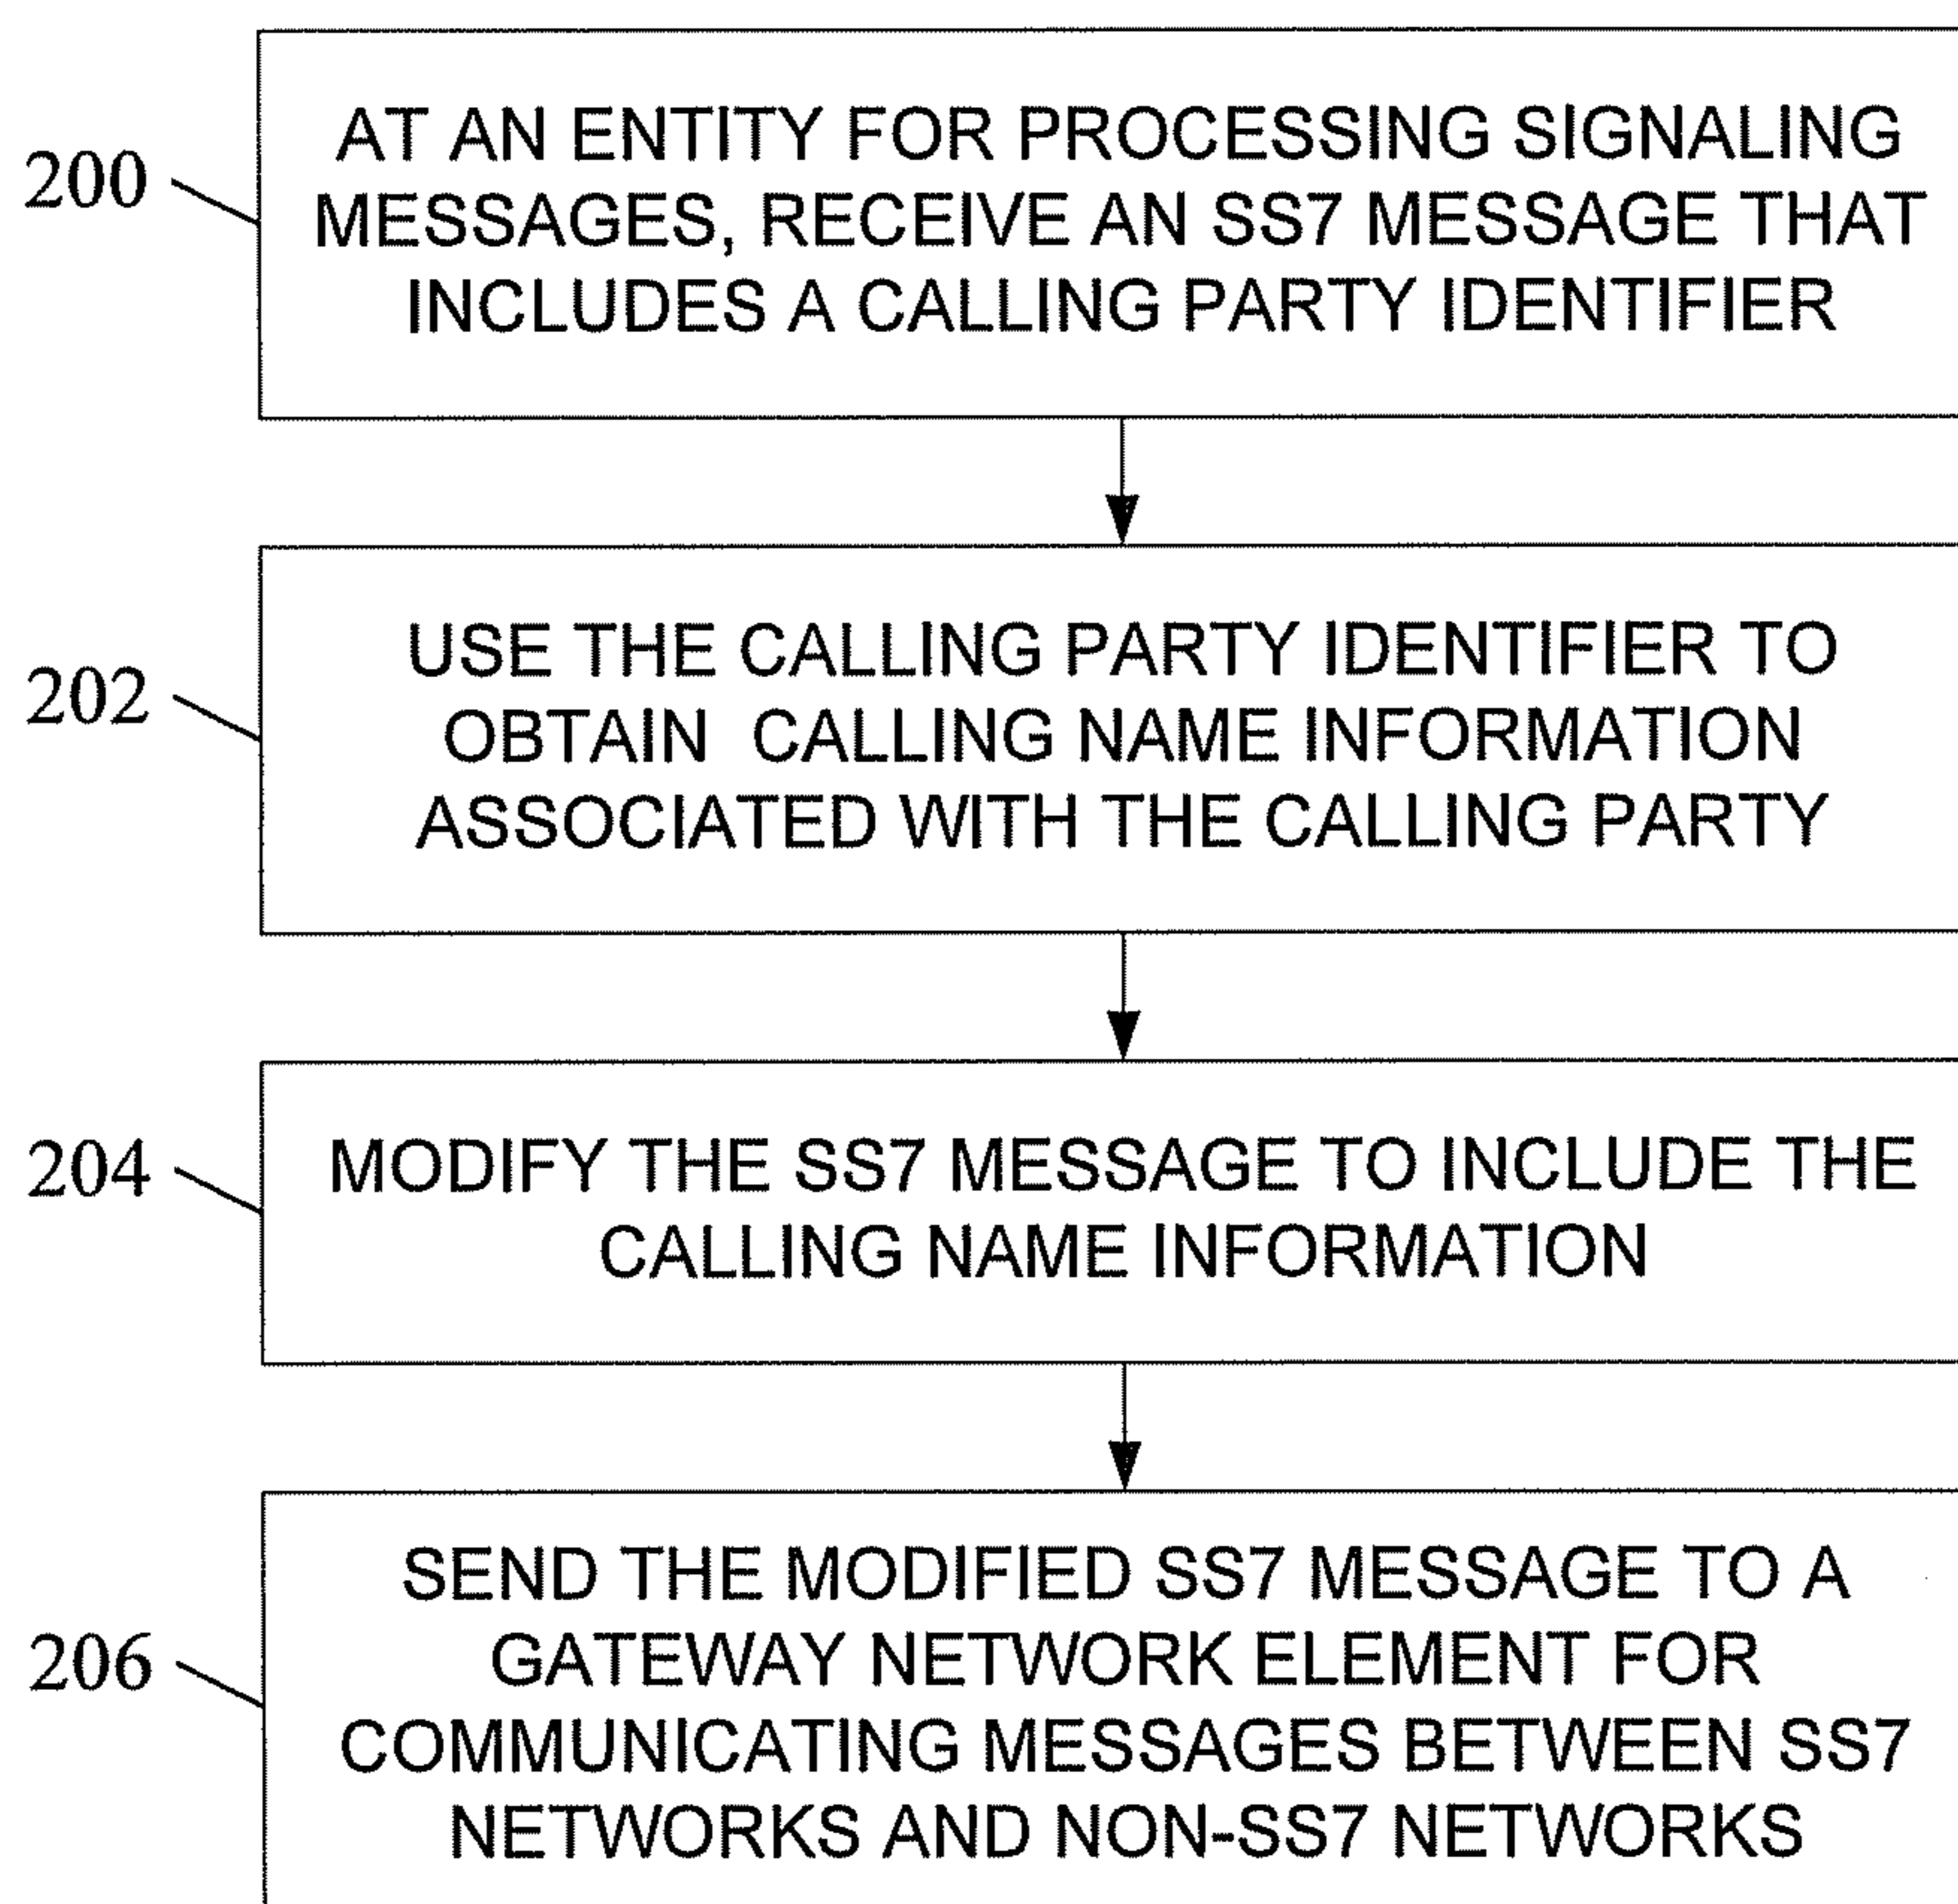 200
AT AN ENTITY FOR PROCESSING SIGNALING
MESSAGES, RECEIVE AN SS7 MESSAGE THAT
INCLUDES A CALLING PARTY IDENTIFIER
202
USE THE CALLING PARTY IDENTIFIER TO
OBTAIN CALLING NAME INFORMATION
ASSOCIATED WITH THE CALLING PARTY
204
MODIFY THE SS7 MESSAGE TO INCLUDE THE
CALLING NAME INFORMATION
206
SEND THE MODIFIED SS7 MESSAGE TO A
GATEWAY NETWORK ELEMENT FOR
COMMUNICATING MESSAGES BETWEEN SS7
NETWORKS AND NON-SS7 NETWORKS